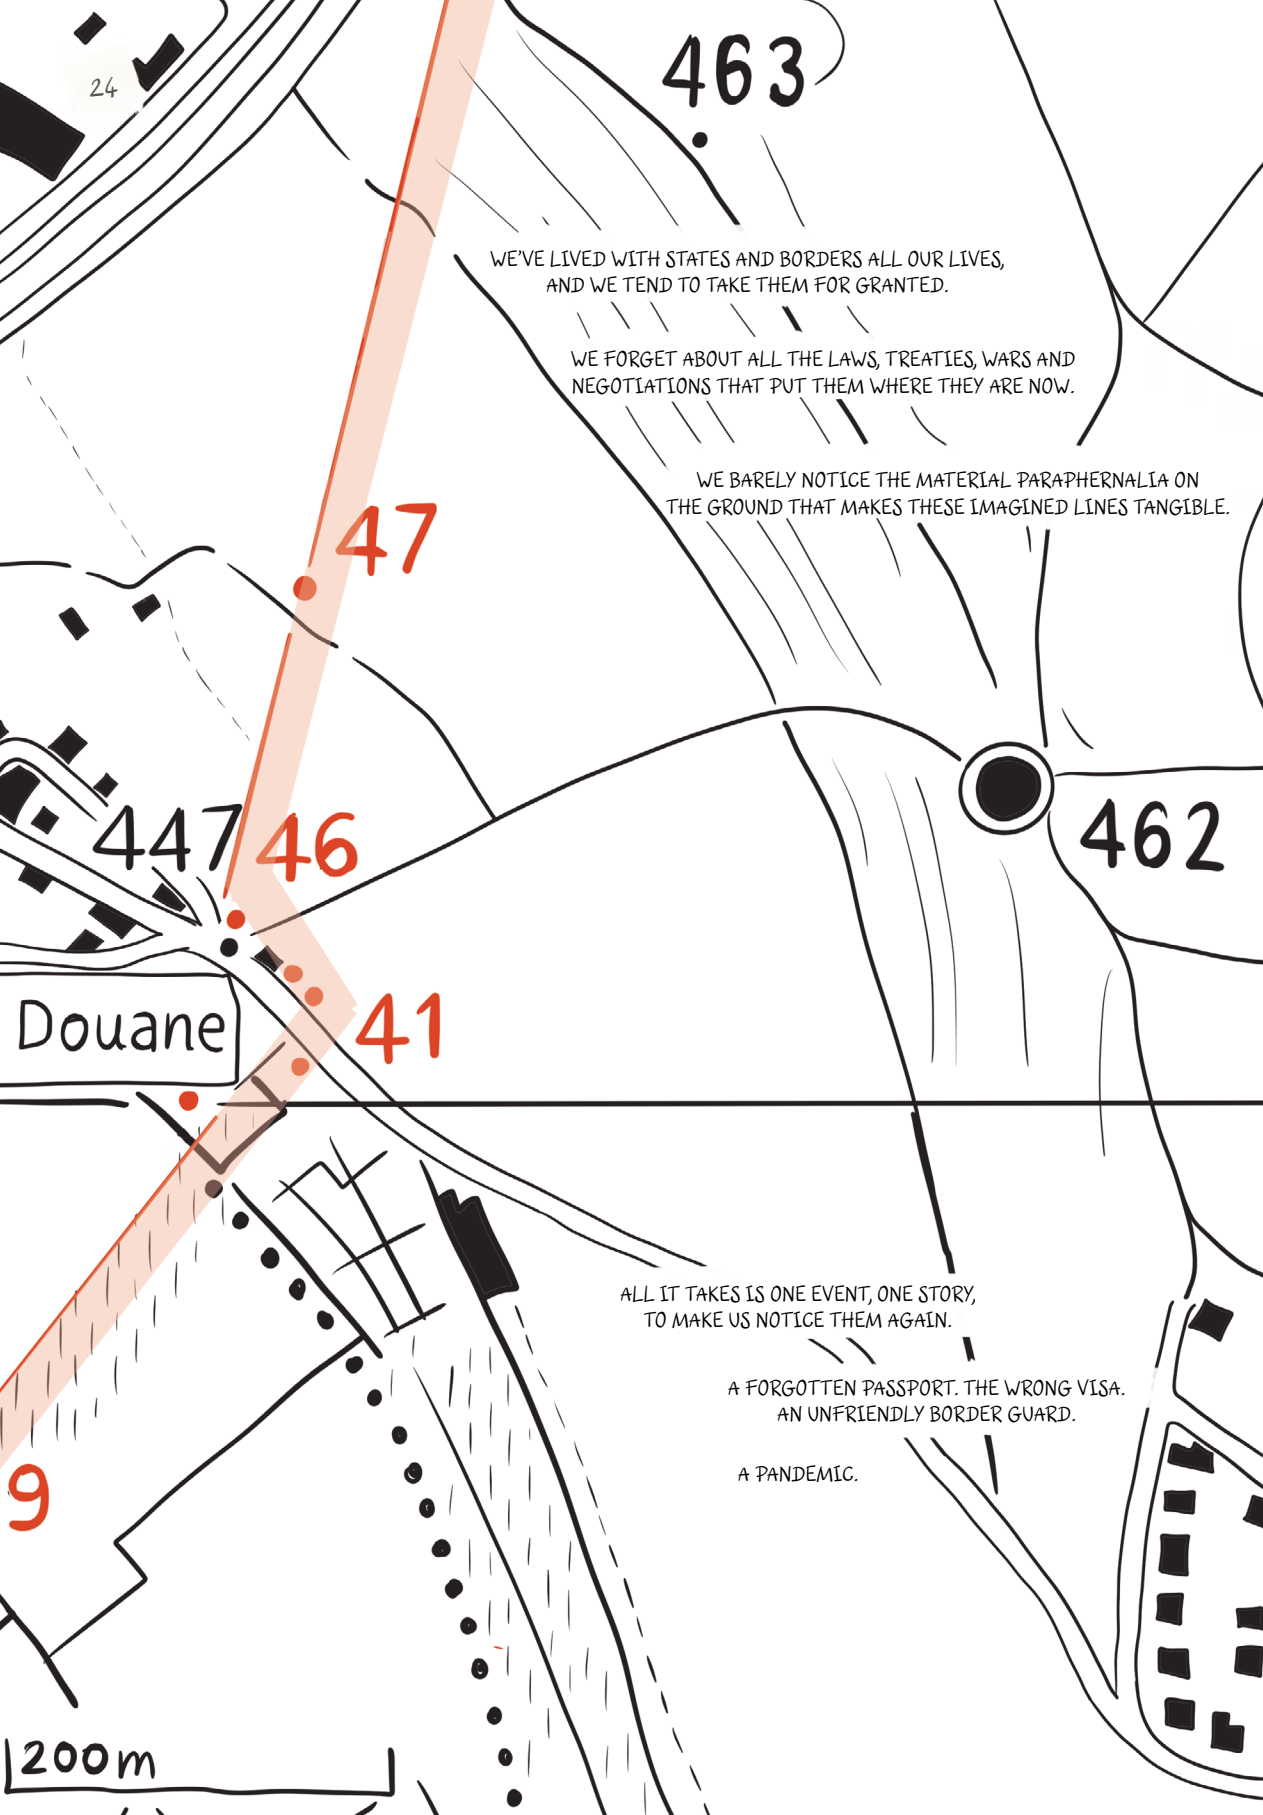 463
24
WE'VE LIVED WITH STATES AND BORDERS ALL OUR LIVES,
AND WE TEND TO TAKE THEM FOR GRANTED.
WE FORGET ABOUT ALL THE LAWS, TREATIES, WARS AND
NEGOTIATIONS THAT PUT THEM WHERE THEY ARE NOW.
WE BARELY NOTICE THE MATERIAL PARAPHERNALIA ON
THE GROUND THAT MAKES THESE IMAGINED LINES TANGIBLE.
47
447
46
462
Douane
41
ALL IT TAKES IS ONE EVENT, ONE STORY,
TO MAKE US NOTICE THEM AGAIN.
A FORGOTTEN PASSPORT. THE WRONG VISA.
AN UNFRIENDLY BORDER GUARD.
A PANDEMIC.
9
200m